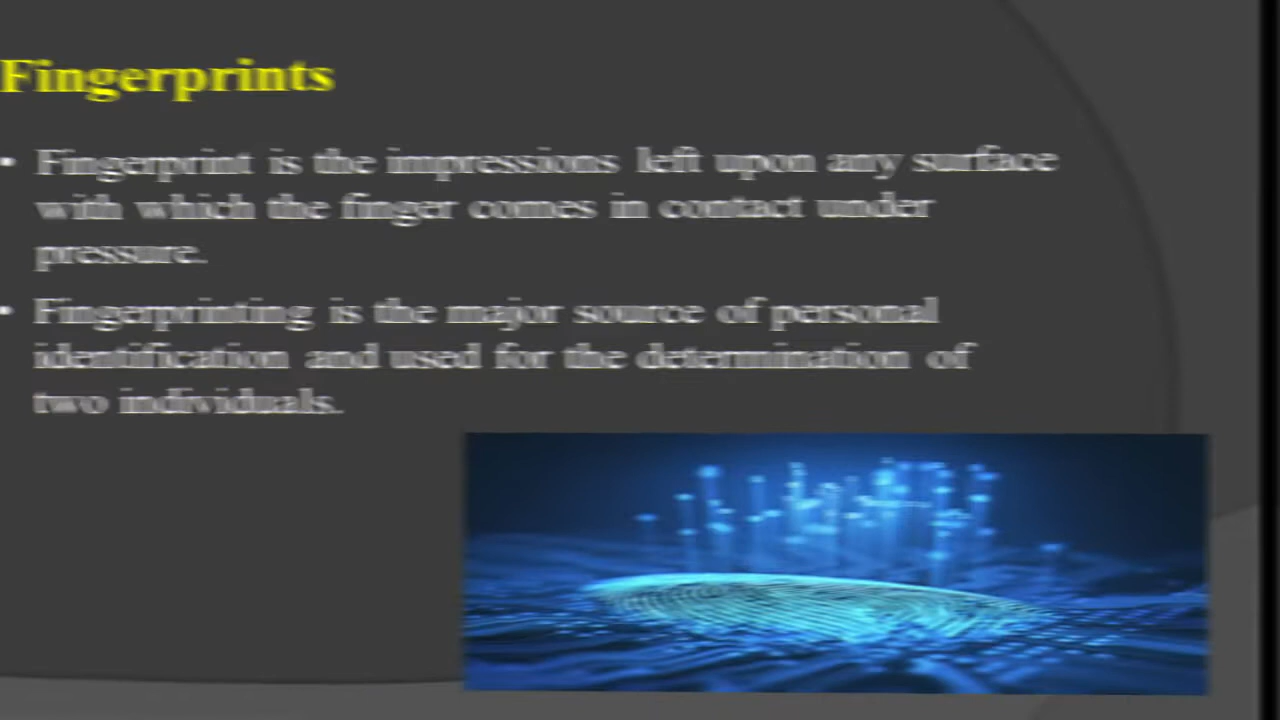 Fingerprints
• Fingerprint is the impressions left upon any surface
with which the finger comes in contact under
pressure.
• Fingerprinting is the major source of personal
identification and used for the determination of
two individuals.